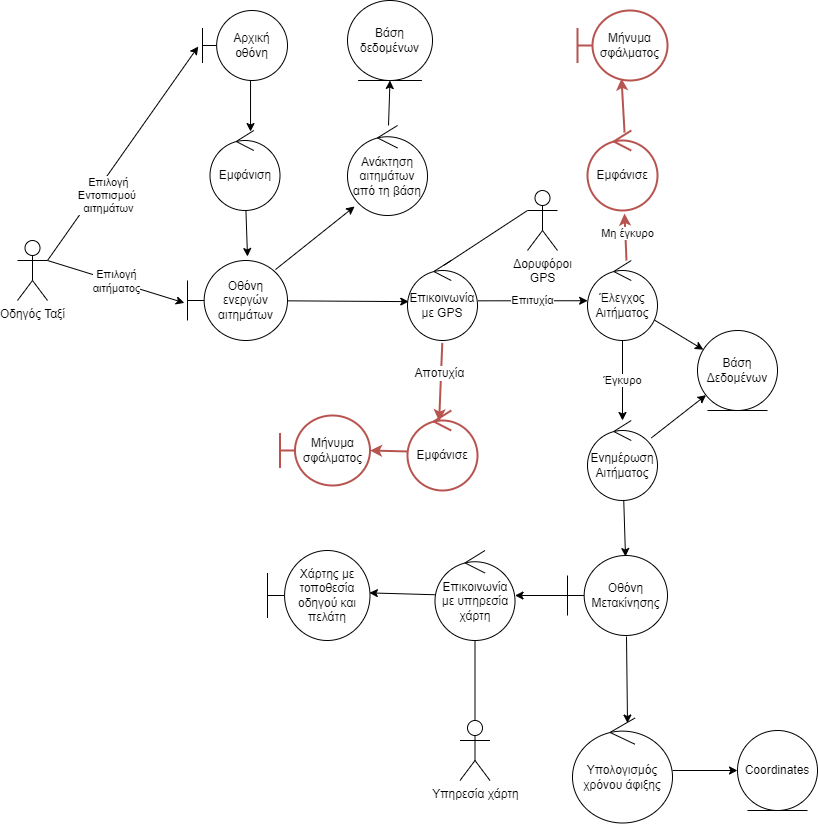 Αρχική
οθόνη
Βάση
δεδομένων
Μήνυμα
σφάλματος
Επιλογή
Εντοπισμού
αιτημάτων
Εμφάνιση
Ανάκτηση
αιτημάτων
από τη βάση
Εμφάνισε
Μη έγκυρο
Δορυφόροι
GPS
Οδηγός Ταξί
Επιλογή
αιτήματος
Οθόνη
ενεργών
αιτημάτων
Επικοινωνία
με GPS
Επιτυχία
Έλεγχος
Αιτήματος
Αποτυχία
Έγκυρο
Βάση
Δεδομένων
Μήνυμα
σφάλματος
Εμφάνισε
Ενημέρωση
Αιτήματος
Χάρτης με
τοποθεσία
οδηγού και
πελάτη
Επικοινωνία
με υπηρεσία
χάρτη
Οθόνη
Μετακίνησης
Υπηρεσία χάρτη
Υπολογισμός
χρόνου άφιξης
Coordinates